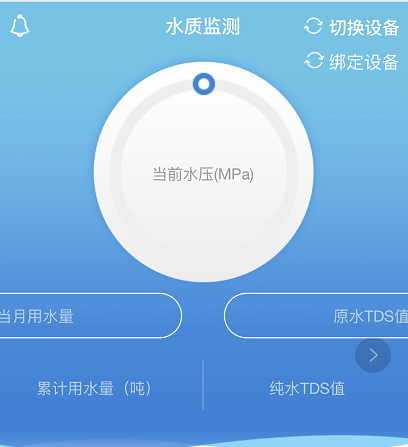 水质监测
切换设备
绑定设备
当前水压(MPa)
当月用水量
原水TDS值
累计用水量（吨）
纯水TDS值